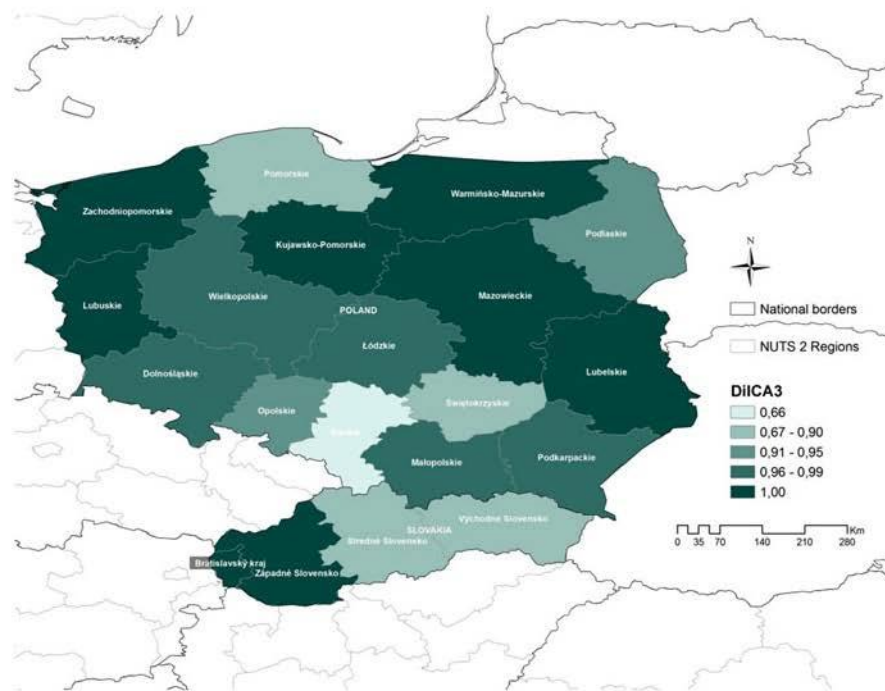 Pomorskie
Warmińsko-Mazurskie
Zachodniopomorskie
Podlaskie
Kujawsko-Pomorskie
N
Wielkopolskie
Mazowieckie
Lubuskie
POLAND
National borders
Łódzkie
NUTS 2 Regions
Dolnośląskie
Lubelskie
DilCA3
Opolskie
Świętokrzyskie
0,66
0,67 - 0,90
Małopolskie
Podkarpackie
0,91 - 0,95
0,96 - 0,99
1,00
Východné Slovensko
SLOVAKIA
Stredné Slovensko
Km
0 35 70 140 210 280
Bratislavský kraj
Západné Slovensko